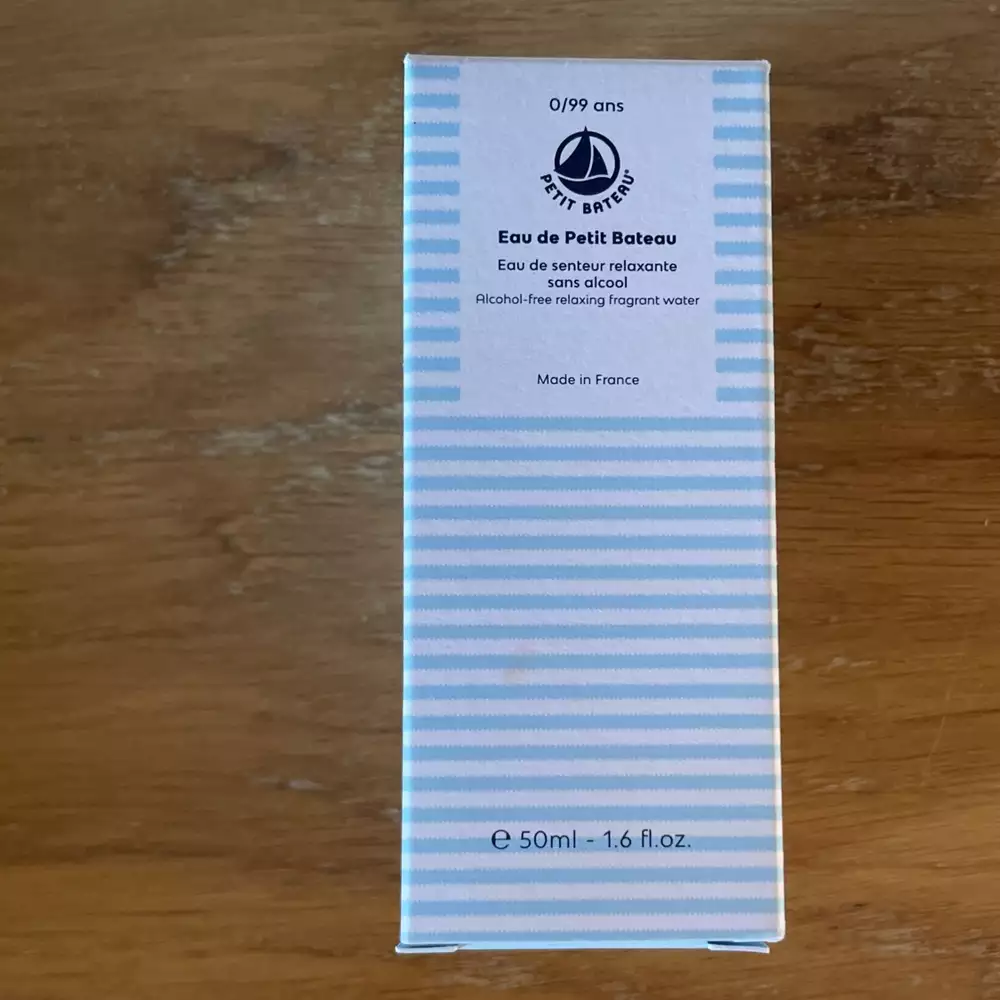 0/99 ans
PETIT BATEAU®
Eau de Petit Bateau
Eau de senteur relaxante
sans alcool
Alcohol-free relaxing fragrant water
Made in France
℮ 50ml - 1.6 fl.oz.